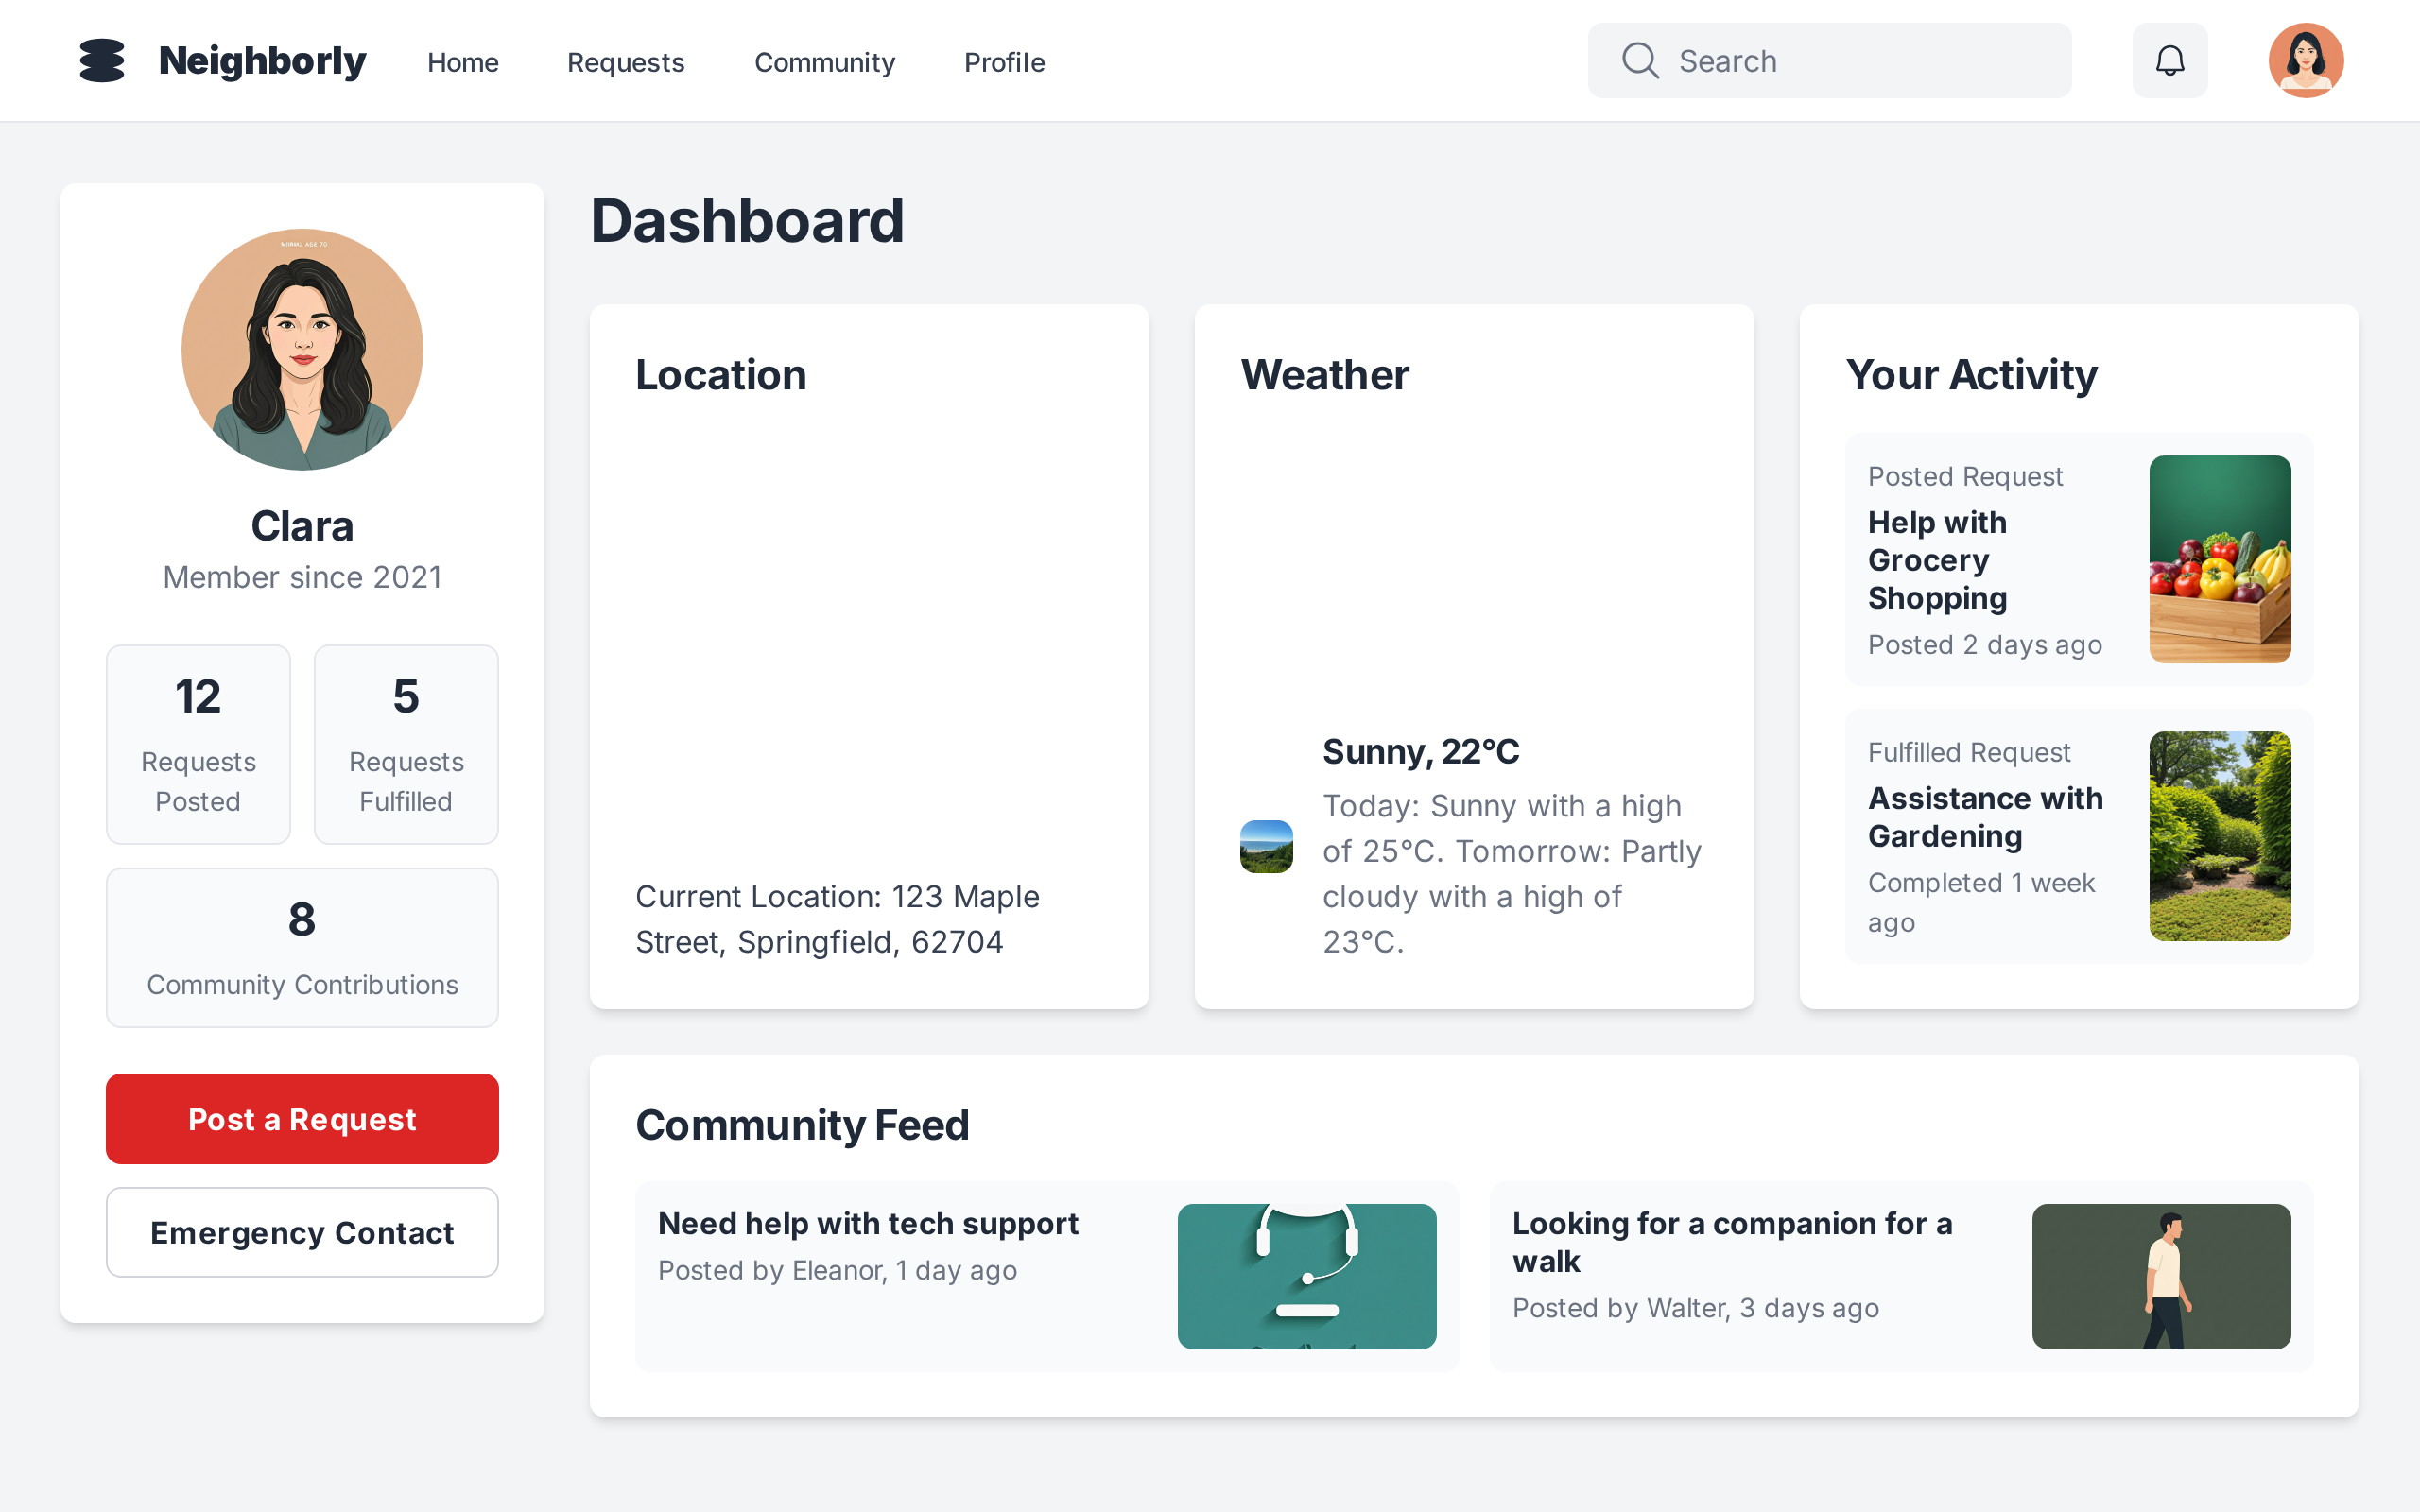 Neighborly
Home
Requests
Community
Profile
Search
Clara
Member since 2021
12
Requests
Posted
5
Requests
Fulfilled
8
Community Contributions
Post a Request
Emergency Contact
Dashboard
Location
Current Location: 123 Maple
Street, Springfield, 62704
Weather
Sunny, 22°C
Today: Sunny with a high
of 25°C. Tomorrow: Partly
cloudy with a high of
23°C.
Your Activity
Posted Request
Help with
Grocery
Shopping
Posted 2 days ago
Fulfilled Request
Assistance with
Gardening
Completed 1 week
ago
Community Feed
Need help with tech support
Posted by Eleanor, 1 day ago
Looking for a companion for a
walk
Posted by Walter, 3 days ago